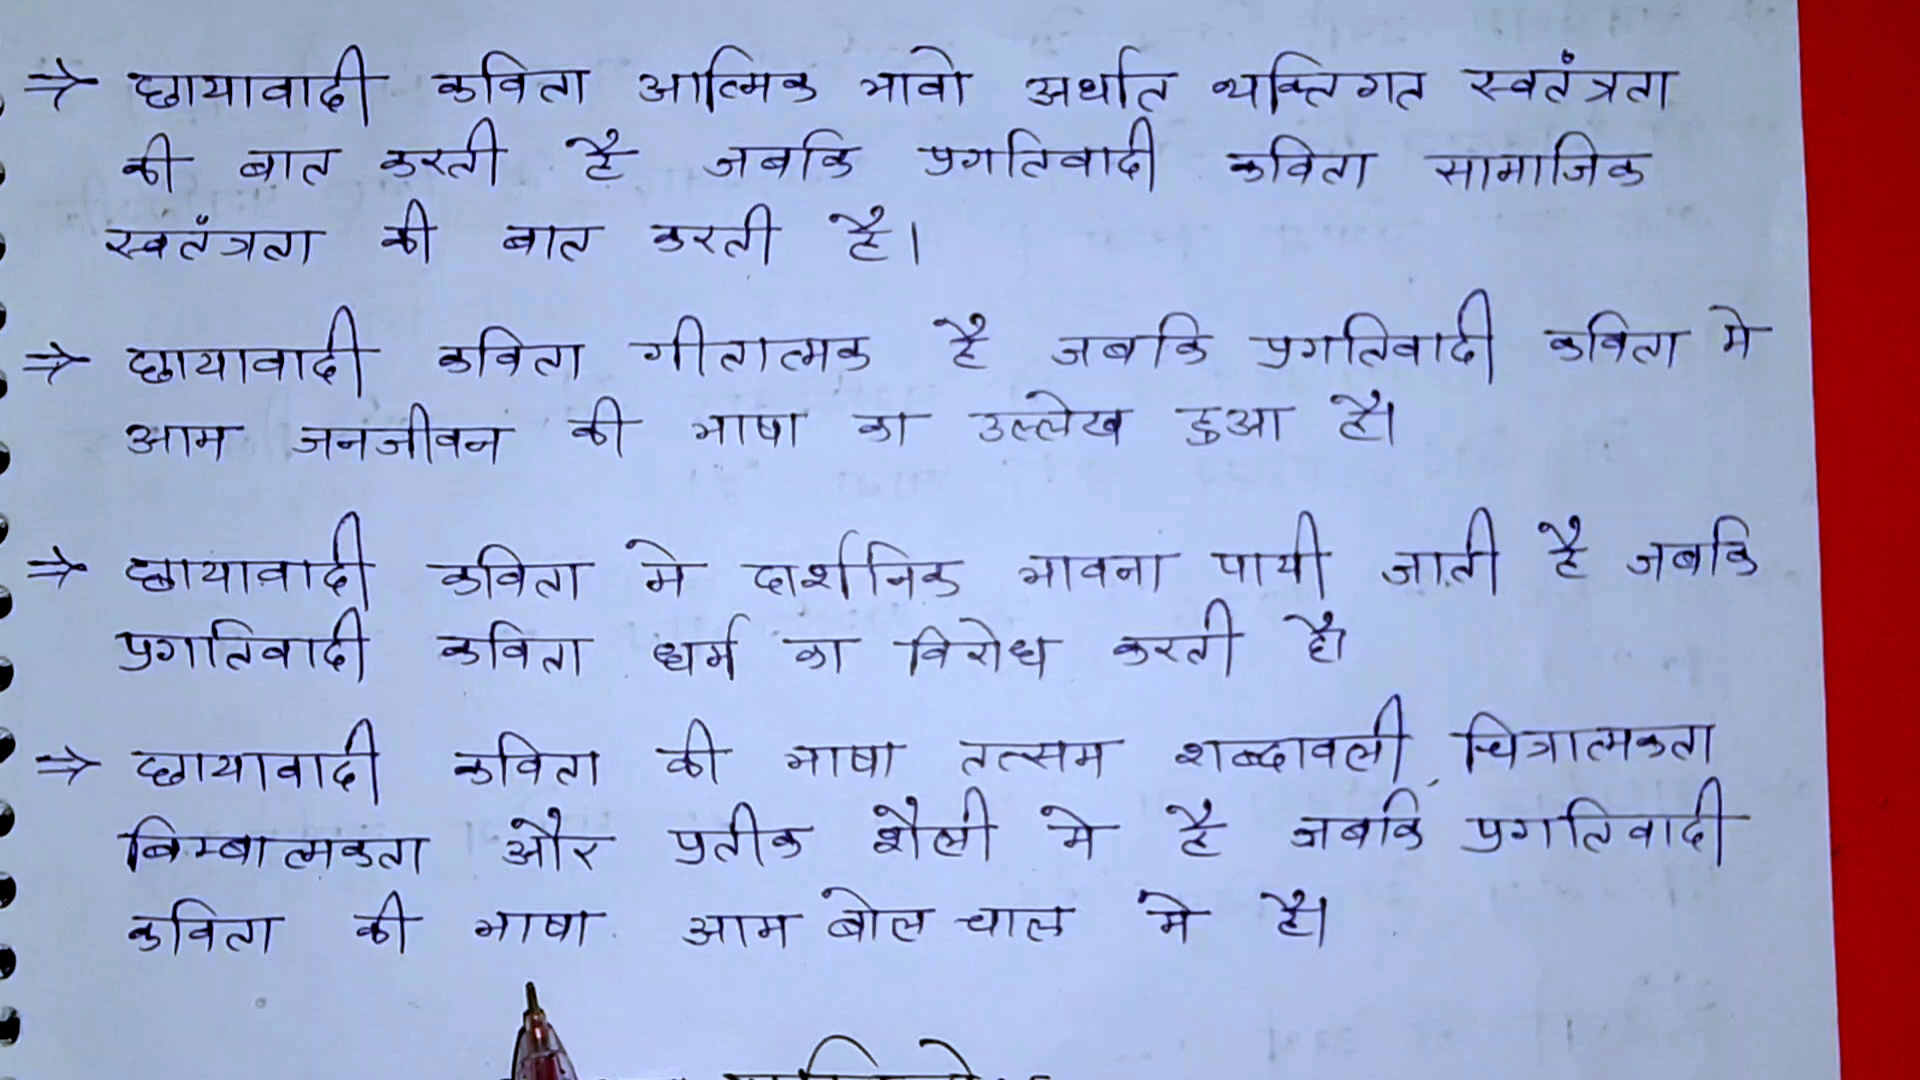 ⇒ छायावादी कविता आत्मिक भावो अर्थात व्यक्तिगत स्वतंत्रता
की बात करती है जबकि प्रगतिवादी कविता सामाजिक
स्वतंत्रता की बात करती है।
⇒ छायावादी कविता गीतात्मक है जबकि प्रगतिवादी कविता मे
आम जनजीवन की भाषा का उल्लेख हुआ है।
⇒ छायावादी कविता मे दार्शनिक भावना पायी जाती है जबकि
प्रगतिवादी कविता धर्म का विरोध करती है।
⇒ छायावादी कविता की भाषा तत्सम शब्दावली, चित्रात्मकता
बिम्बात्मकता और प्रतीक शैली मे है जबकि प्रगतिवादी
कविता की भाषा आम बोल चाल मे है।